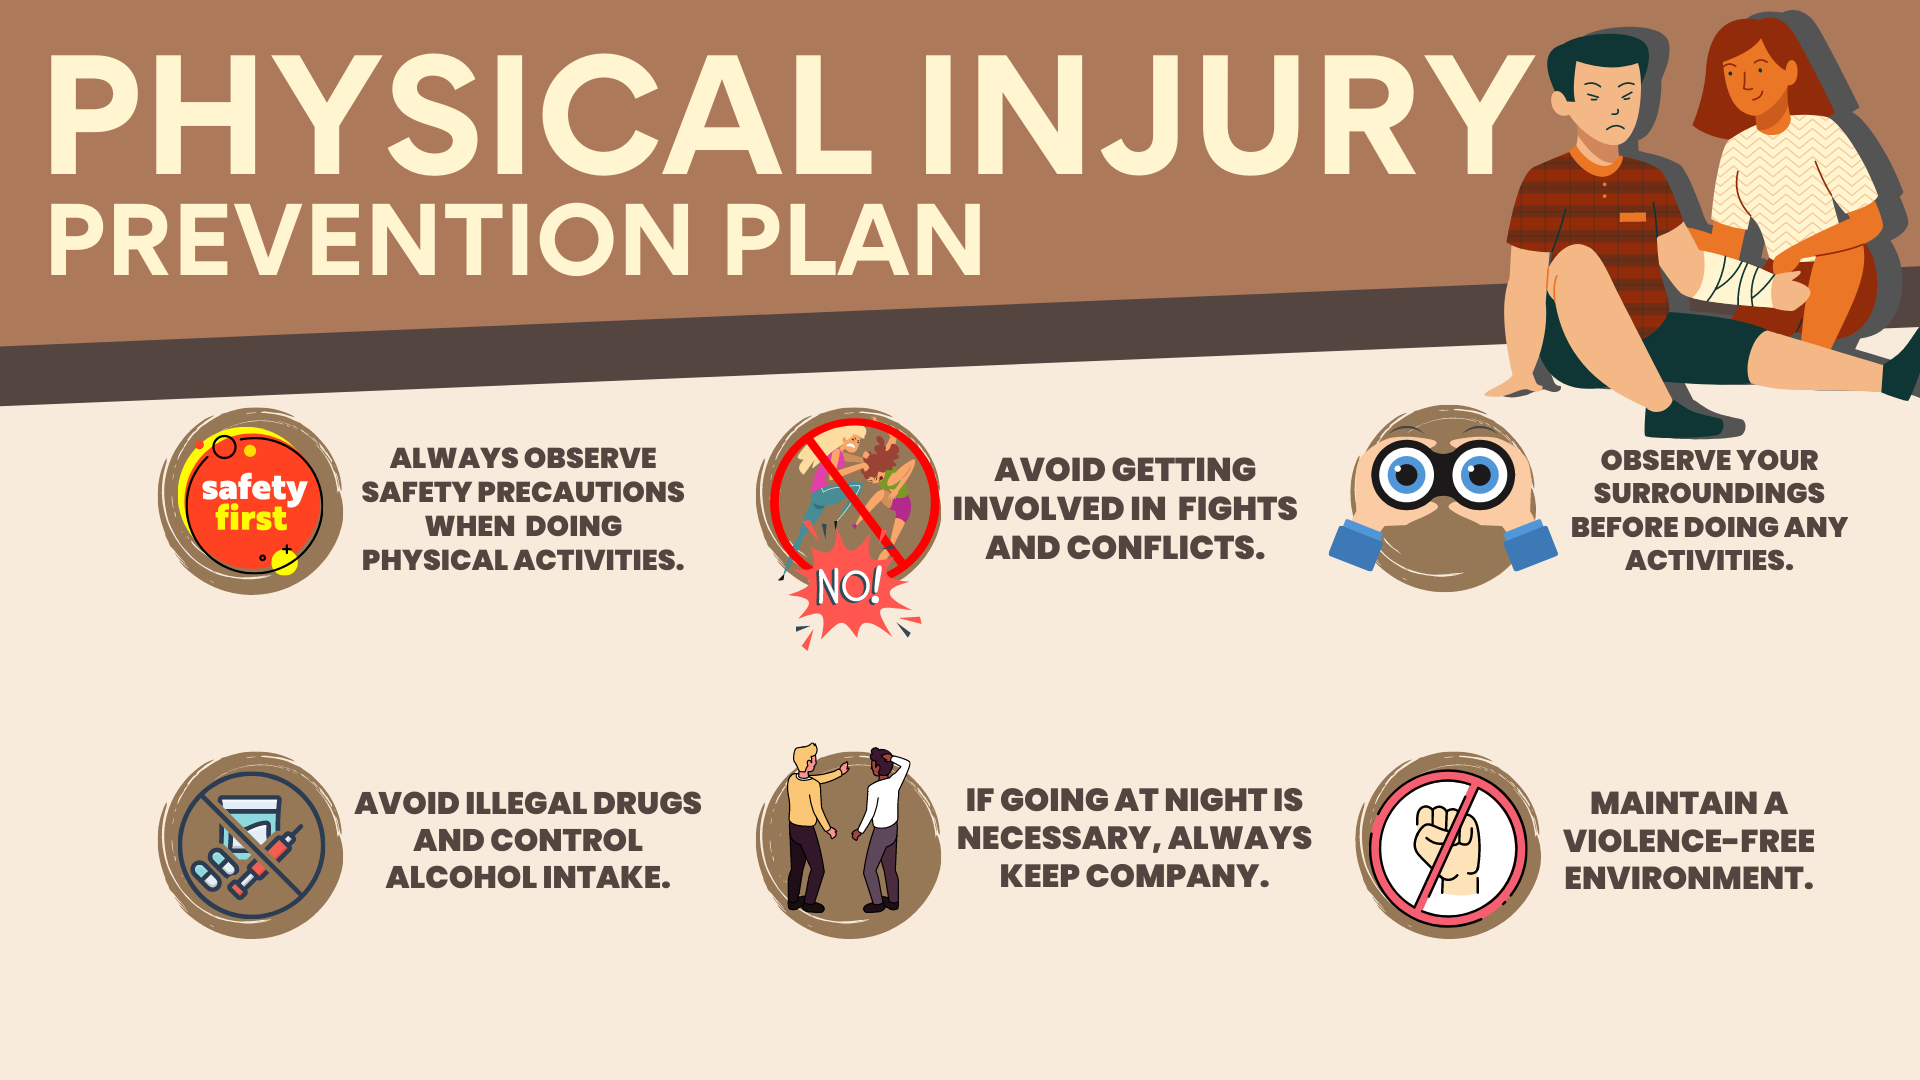 PHYSICAL INJURY
PREVENTION PLAN
safety
first
ALWAYS OBSERVE
SAFETY PRECAUTIONS
WHEN DOING
PHYSICAL ACTIVITIES.
NO!
AVOID GETTING
INVOLVED IN FIGHTS
AND CONFLICTS.
OBSERVE YOUR
SURROUNDINGS
BEFORE DOING ANY
ACTIVITIES.
AVOID ILLEGAL DRUGS
AND CONTROL
ALCOHOL INTAKE.
IF GOING AT NIGHT IS
NECESSARY, ALWAYS
KEEP COMPANY.
MAINTAIN A
VIOLENCE-FREE
ENVIRONMENT.